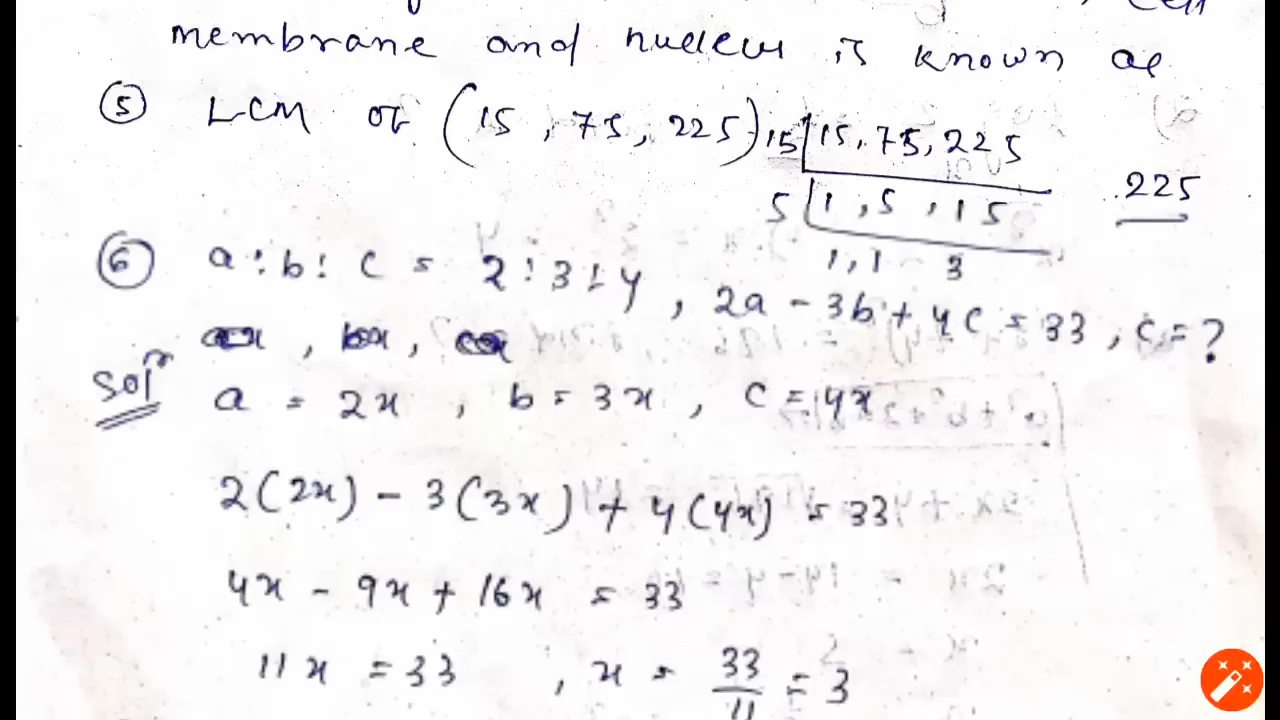 cell
membrane and nucleus is known as
⑤ LCM of (15, 75, 225) 15 | 15, 75, 225
5 | 1, 5, 15
1, 1 3
225
⑥ a : b : c = 2 : 3 : 4, 2a - 3b + 4c = 33, c = ?
Solⁿ a = 2x, b = 3x, c = 4x
2(2x) - 3(3x) + 4(4x) = 33
4x - 9x + 16x = 33
11x = 33, x = 33/11 = 3